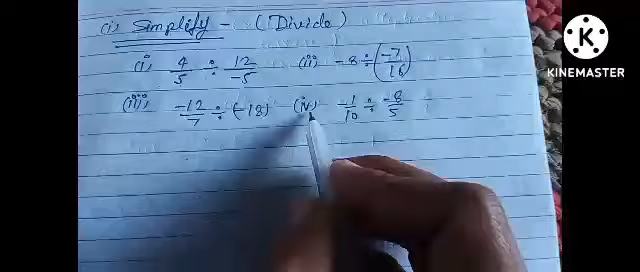 (i) Simplify - (Divide)
(i) 4/5 ÷ 12/-5 (ii) -8 ÷ (-7/16)
(iii) -12/7 ÷ (-18) (iv) -1/10 ÷ -8/5
KINEMASTER